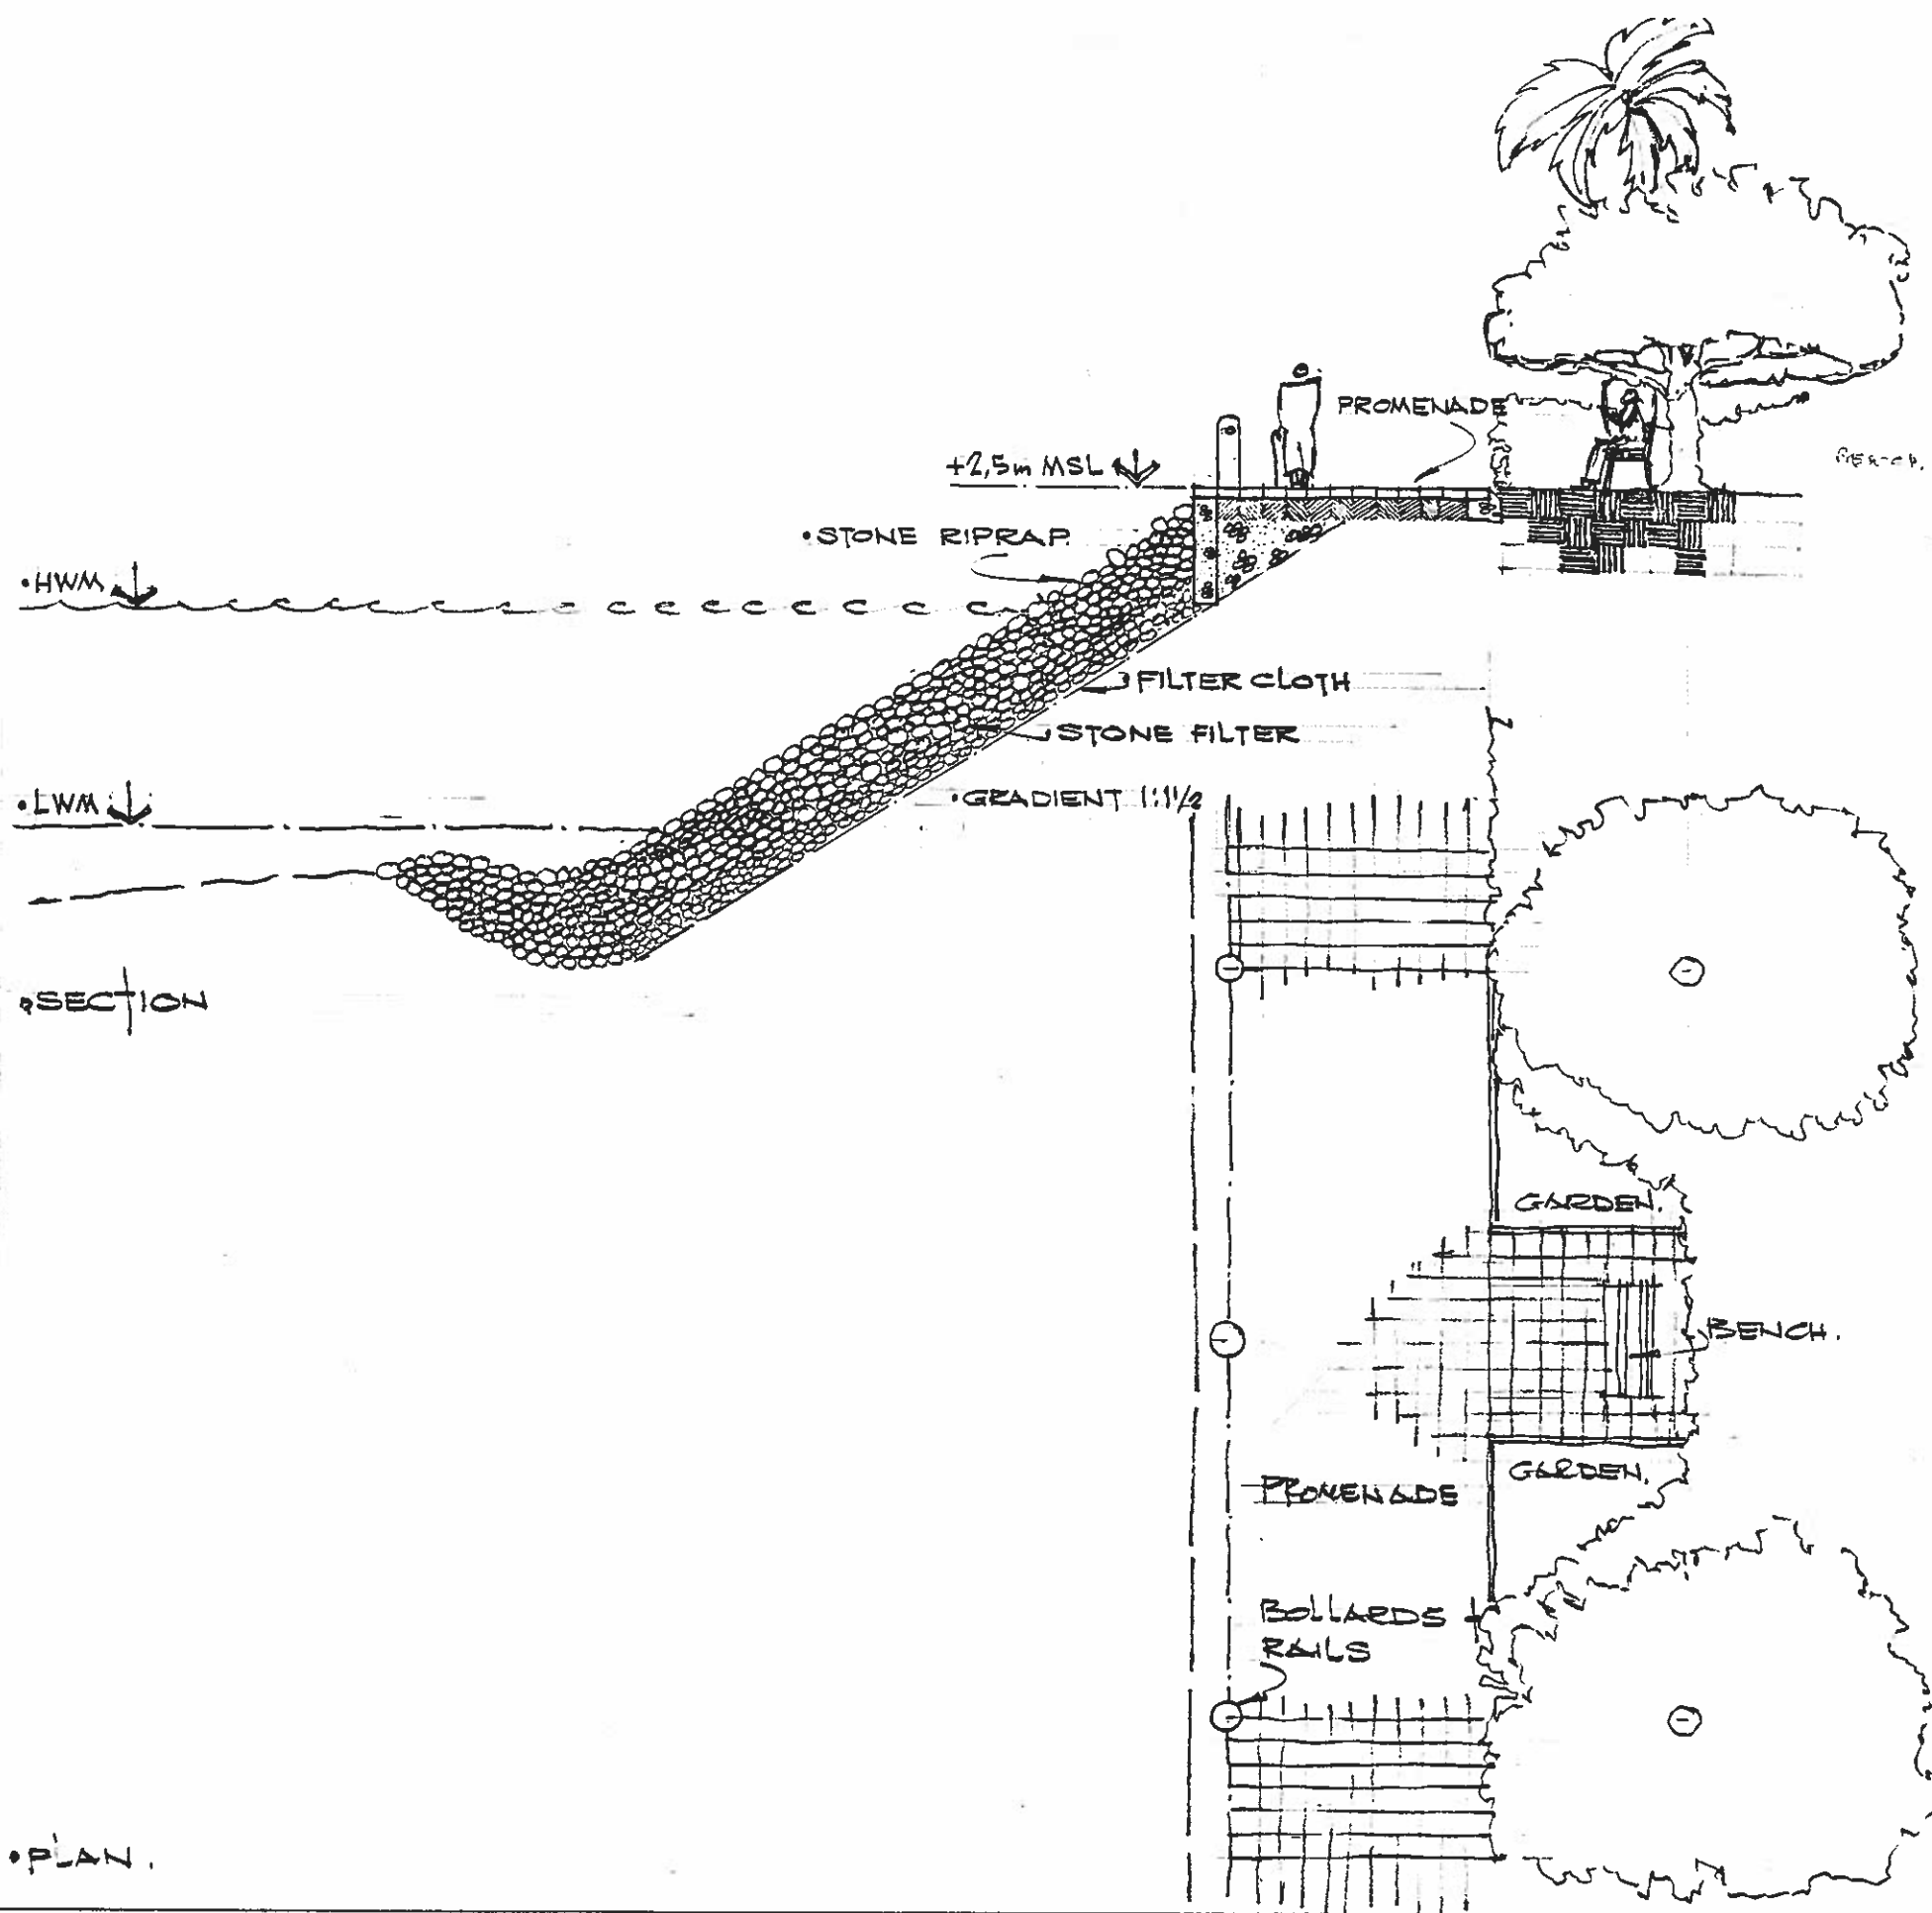 PROMENADE
+2,5m MSL
•STONE RIPRAP.
•HWM
FILTER CLOTH
STONE FILTER
•LWM
•GRADIENT 1:1½
•SECTION
GARDEN.
BENCH.
GARDEN.
PROMENADE
BOLLARDS +
RAILS
•PLAN.